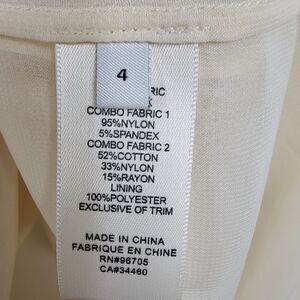 4
RIC
COMBO FABRIC 1
95%NYLON
5%SPANDEX
COMBO FABRIC 2
52%COTTON
33%NYLON
15%RAYON
LINING
100%POLYESTER
EXCLUSIVE OF TRIM
MADE IN CHINA
FABRIQUE EN CHINE
RN#96705
CA#34460